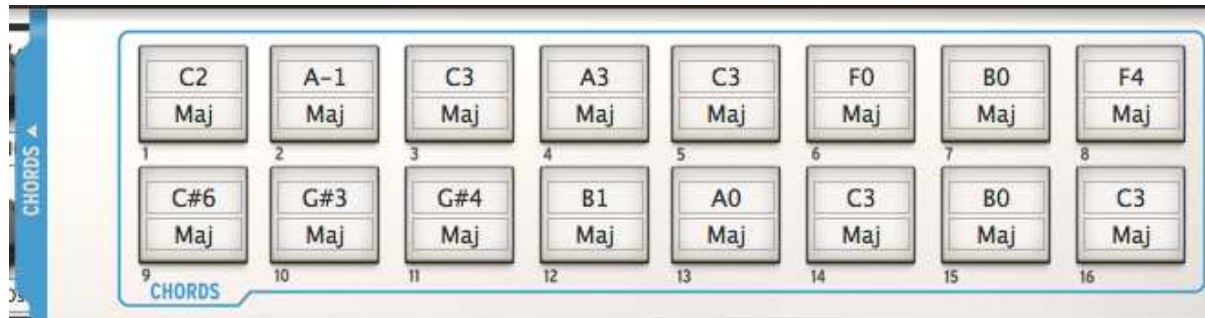 C2 A-1 C3 A3 C3 F0 B0 F4
Maj Maj Maj Maj Maj Maj Maj Maj
1 2 3 4 5 6 7 8
CHORDS
C#6 G#3 G#4 B1 A0 C3 B0 C3
Maj Maj Maj Maj Maj Maj Maj Maj
9 10 11 12 13 14 15 16
CHORDS